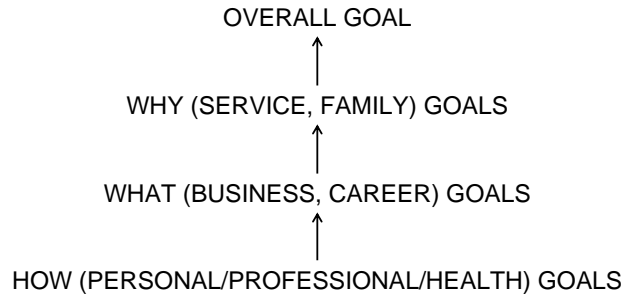 OVERALL GOAL
WHY (SERVICE, FAMILY) GOALS
WHAT (BUSINESS, CAREER) GOALS
HOW (PERSONAL/PROFESSIONAL/HEALTH) GOALS